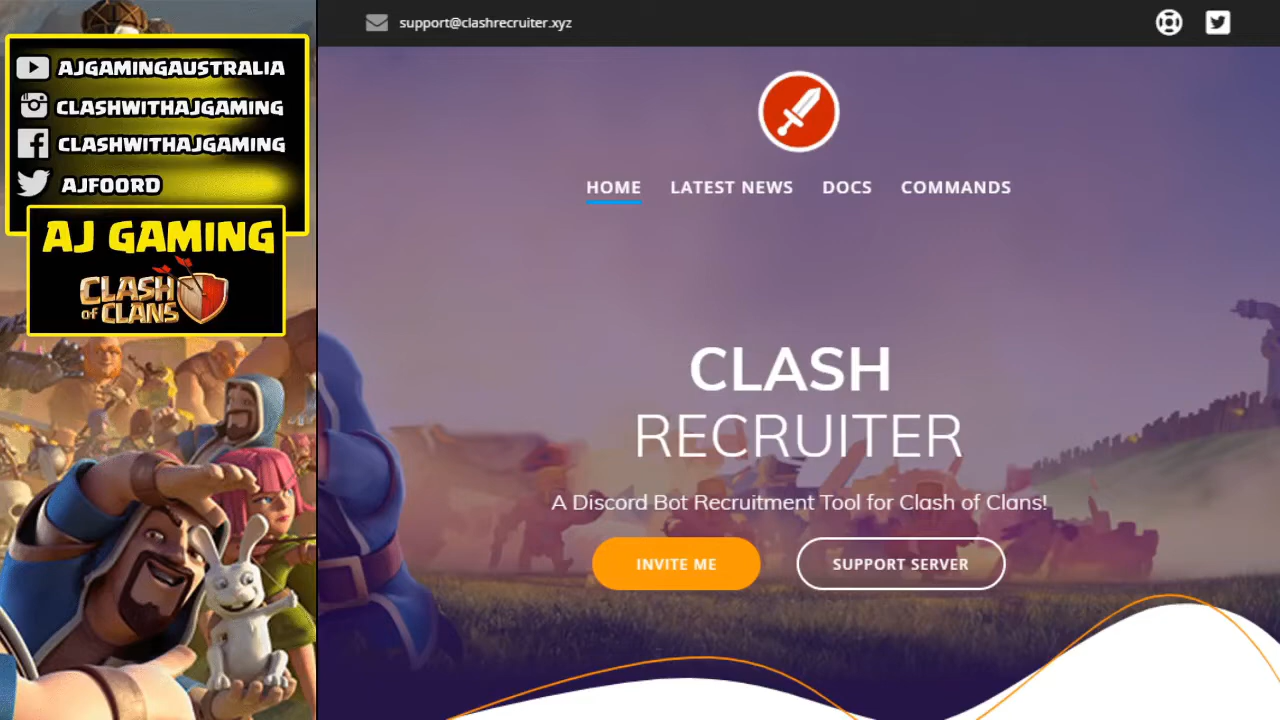 AJGAMINGAUSTRALIA
CLASHWITHAJGAMING
CLASHWITHAJGAMING
AJFOORD
AJ GAMING
CLASH
OF CLANS
support@clashrecruiter.xyz
HOME LATEST NEWS DOCS COMMANDS
CLASH
RECRUITER
A Discord Bot Recruitment Tool for Clash of Clans!
INVITE ME SUPPORT SERVER